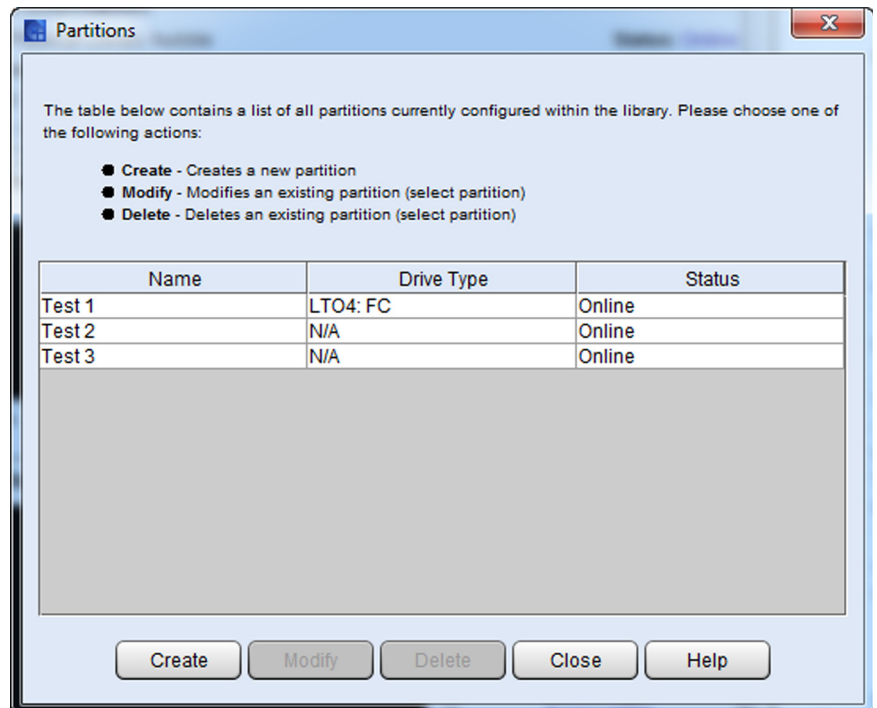 Partitions
The table below contains a list of all partitions currently configured within the library. Please choose one of
the following actions:
Create - Creates a new partition
Modify - Modifies an existing partition (select partition)
Delete - Deletes an existing partition (select partition)
Name Drive Type Status
Test 1 LTO4: FC Online
Test 2 N/A Online
Test 3 N/A Online
Create Modify Delete Close Help